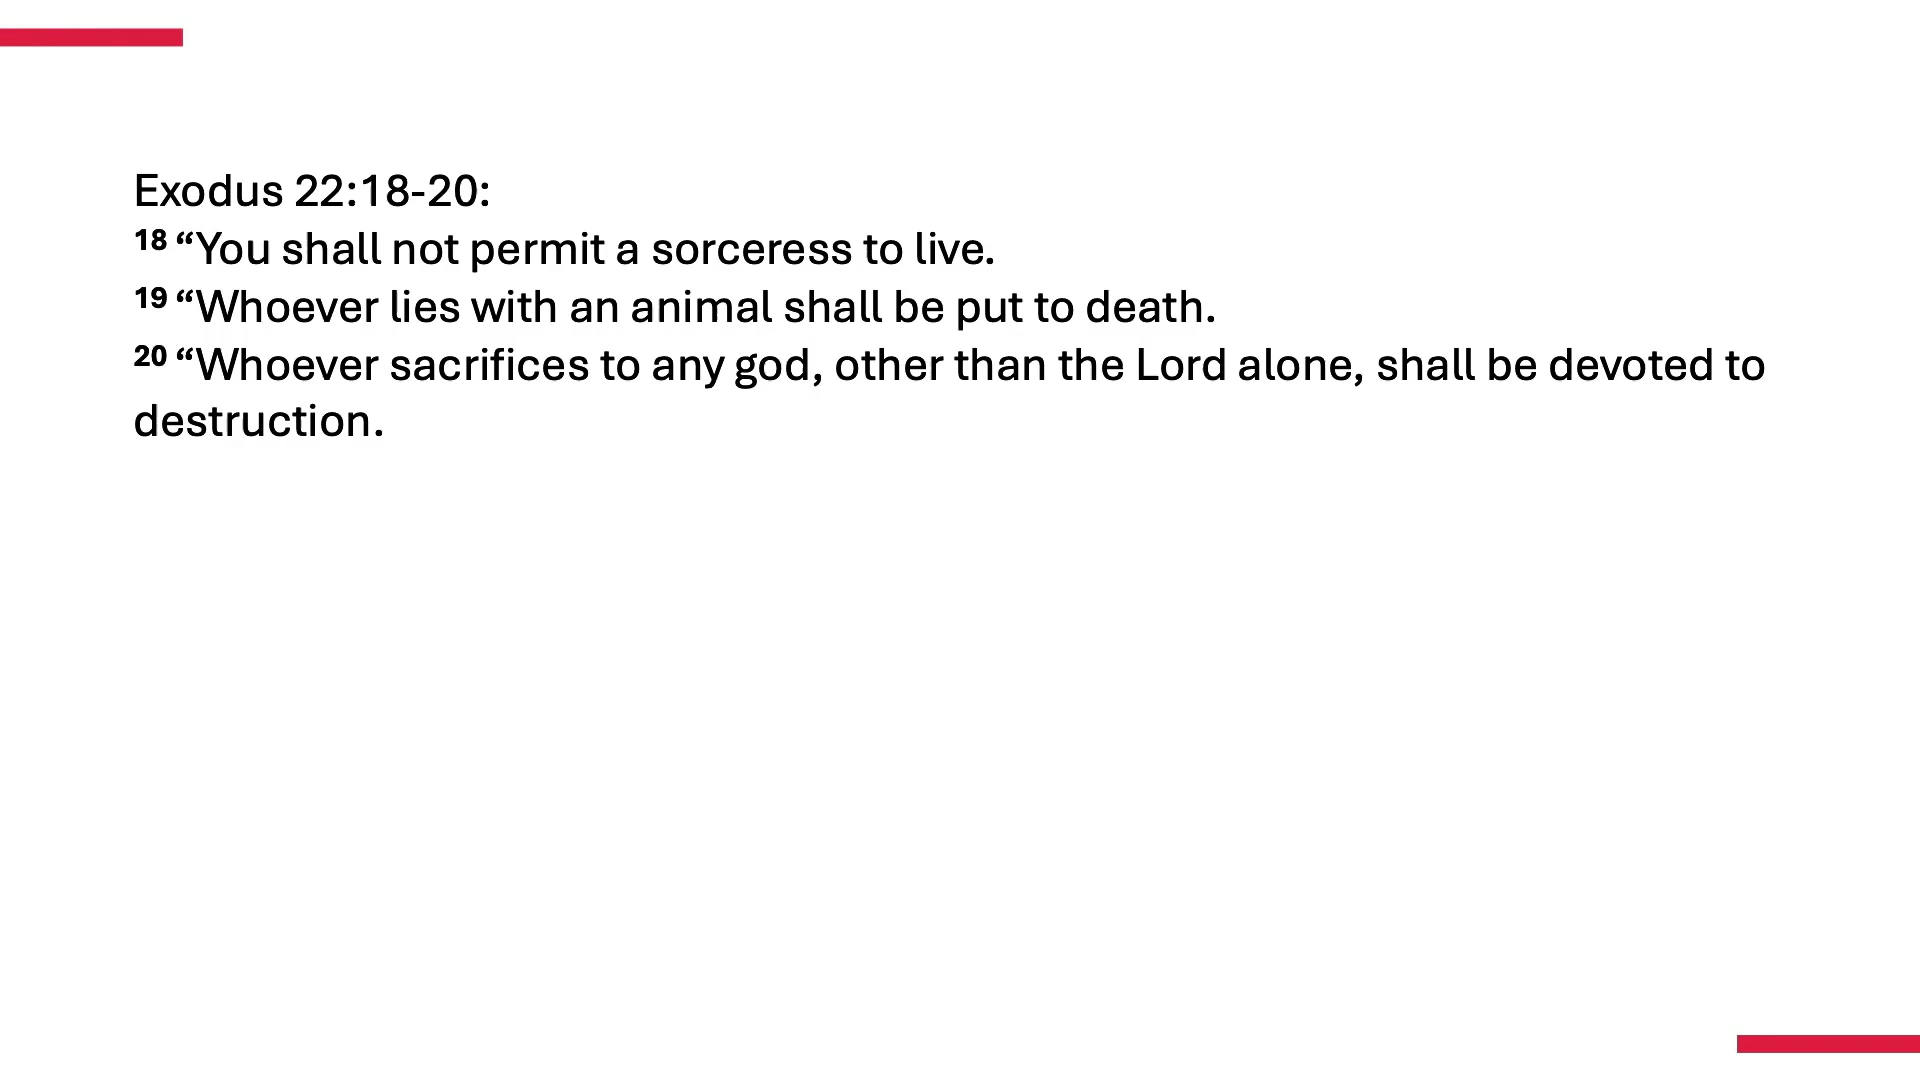 Exodus 22:18-20:
18 “You shall not permit a sorceress to live.
19 “Whoever lies with an animal shall be put to death.
20 “Whoever sacrifices to any god, other than the Lord alone, shall be devoted to
destruction.